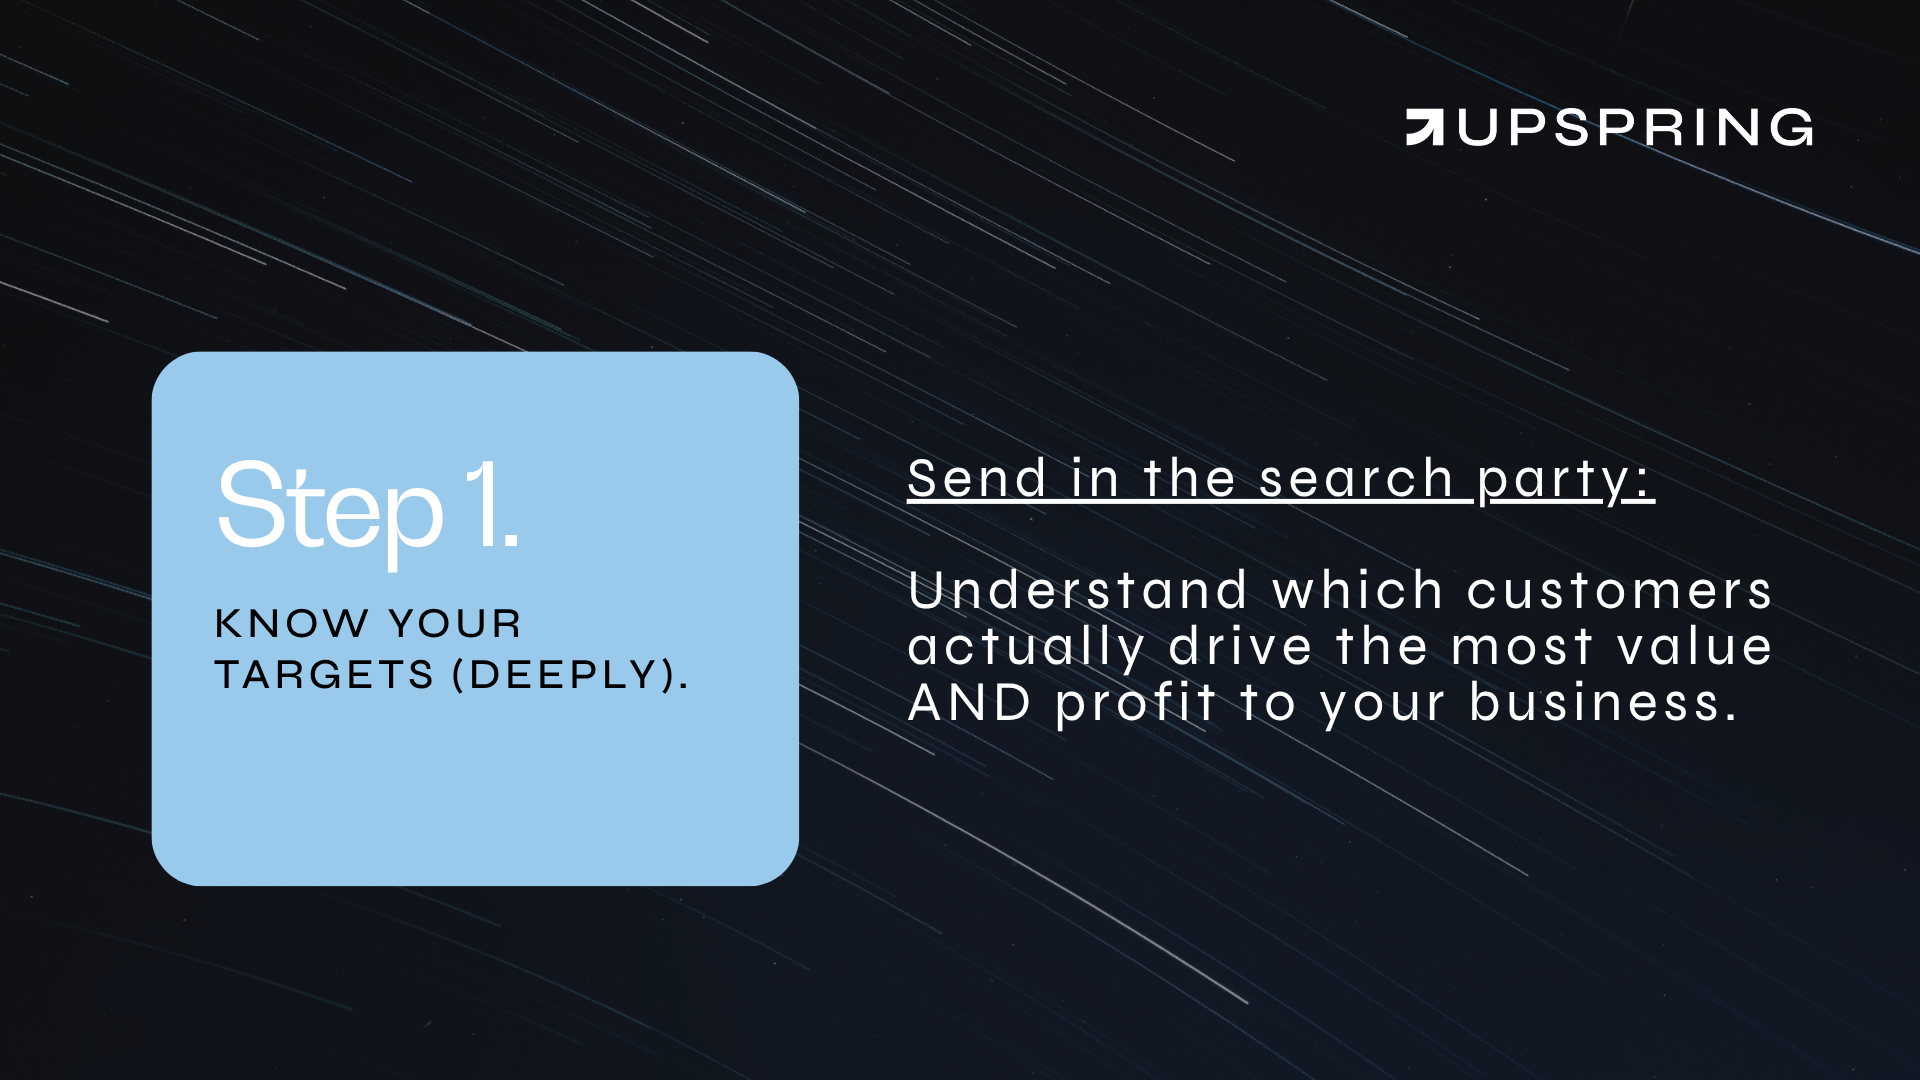 UPSPRING
Step 1.
KNOW YOUR
TARGETS (DEEPLY).
Send in the search party:
Understand which customers
actually drive the most value
AND profit to your business.